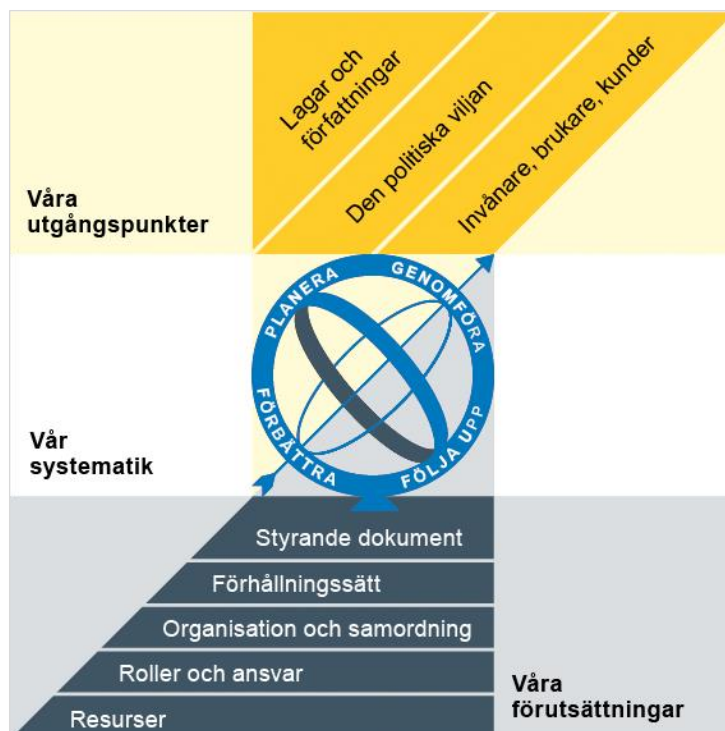 Lagar och
författningar
Den politiska viljan
Invånare, brukare, kunder
Våra
utgångspunkter
PLANERA
GENOMFÖRA
FÖLJA UPP
FÖRBÄTTRA
Vår
systematik
Styrande dokument
Förhållningssätt
Organisation och samordning
Roller och ansvar
Resurser
Våra
förutsättningar